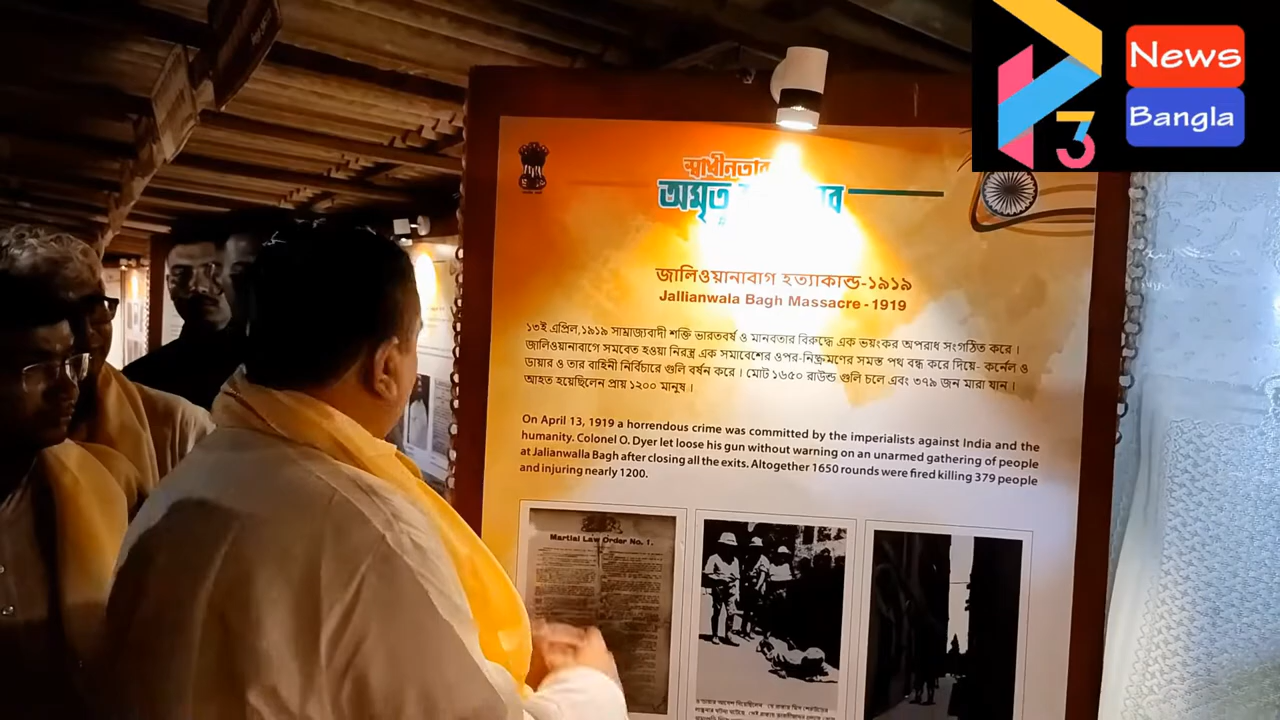 3
News
Bangla
স্বাধীনতার
অমৃত
জালিওয়ানাবাগ হত্যাকান্ড-১৯১৯
Jallianwala Bagh Massacre - 1919
১৩ই এপ্রিল,১৯১৯ সাম্রাজ্যবাদী শক্তি ভারতবর্ষ ও মানবতার বিরুদ্ধে এক ভয়ংকর অপরাধ সংগঠিত করে ।
জালিওয়ানাবাগে সমবেত হওয়া নিরস্ত্র এক সমাবেশের ওপর-নিষ্ক্রমণের সমস্ত পথ বন্ধ করে দিয়ে- কর্নেল ও
ডায়ার ও তার বাহিনী নির্বিচারে গুলি বর্ষন করে । মোট ১৬৫০ রাউন্ড গুলি চলে এবং ৩৭৯ জন মারা যান ।
আহত হয়েছিলেন প্রায় ১২০০ মানুষ ।
On April 13, 1919 a horrendous crime was committed by the imperialists against India and the
humanity. Colonel O. Dyer let loose his gun without warning on an unarmed gathering of people
at Jalianwalla Bagh after closing all the exits. Altogether 1650 rounds were fired killing 379 people
and injuring nearly 1200.
Martial Law Order No. 1.